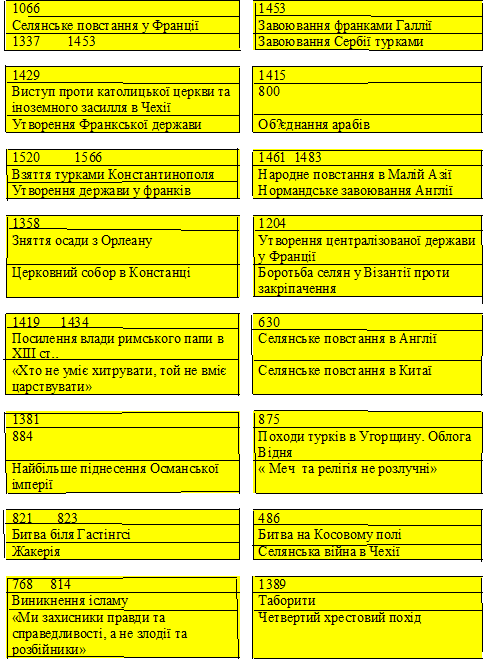 1066
Селянське повстання у Франції
1337 1453
1453
Завоювання франками Галлії
Завоювання Сербії турками
1429
Виступ проти католицької церкви та
іноземного засилля в Чехії
Утворення Франкської держави
1415
800
Об?єднання арабів
1520 1566
Взяття турками Константинополя
Утворення держави у франків
1461 1483
Народне повстання в Малій Азії
Нормандське завоювання Англії
1358
Зняття осади з Орлеану
Церковний собор в Констанці
1204
Утворення централізованої держави
у Франції
Боротьба селян у Візантії проти
закріпачення
1419 1434
Посилення влади римського папи в
XIII ст..
«Хто не уміє хитрувати, той не вміє
царствувати»
630
Селянське повстання в Англії
Селянське повстання в Китаї
1381
884
Найбільше піднесення Османської
імперії
875
Походи турків в Угорщину. Облога
Відня
« Меч та релігія не розлучні»
821 823
Битва біля Гастінгсі
Жакерія
486
Битва на Косовому полі
Селянська війна в Чехії
768 814
Виникнення ісламу
«Ми захисники правди та
справедливості, а не злодії та
розбійники»
1389
Таборити
Четвертий хрестовий похід